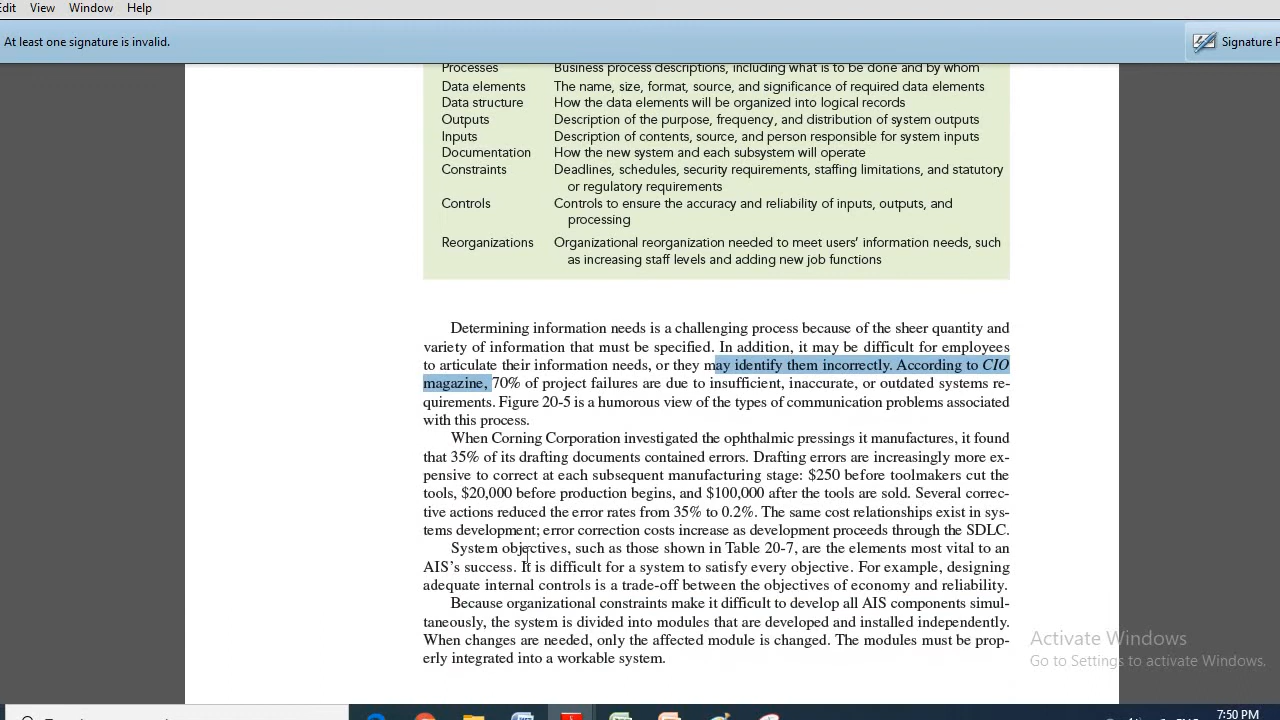 Edit View Window Help
At least one signature is invalid.
Signature P
Processes Business process descriptions, including what is to be done and by whom
Data elements The name, size, format, source, and significance of required data elements
Data structure How the data elements will be organized into logical records
Outputs Description of the purpose, frequency, and distribution of system outputs
Inputs Description of contents, source, and person responsible for system inputs
Documentation How the new system and each subsystem will operate
Constraints Deadlines, schedules, security requirements, staffing limitations, and statutory
or regulatory requirements
Controls Controls to ensure the accuracy and reliability of inputs, outputs, and
processing
Reorganizations Organizational reorganization needed to meet users' information needs, such
as increasing staff levels and adding new job functions
Determining information needs is a challenging process because of the sheer quantity and
variety of information that must be specified. In addition, it may be difficult for employees
to articulate their information needs, or they may identify them incorrectly. According to CIO
magazine, 70% of project failures are due to insufficient, inaccurate, or outdated systems re-
quirements. Figure 20-5 is a humorous view of the types of communication problems associated
with this process.
When Corning Corporation investigated the ophthalmic pressings it manufactures, it found
that 35% of its drafting documents contained errors. Drafting errors are increasingly more ex-
pensive to correct at each subsequent manufacturing stage: $250 before toolmakers cut the
tools, $20,000 before production begins, and $100,000 after the tools are sold. Several correc-
tive actions reduced the error rates from 35% to 0.2%. The same cost relationships exist in sys-
tems development; error correction costs increase as development proceeds through the SDLC.
System objectives, such as those shown in Table 20-7, are the elements most vital to an
AIS's success. It is difficult for a system to satisfy every objective. For example, designing
adequate internal controls is a trade-off between the objectives of economy and reliability.
Because organizational constraints make it difficult to develop all AIS components simul-
taneously, the system is divided into modules that are developed and installed independently.
When changes are needed, only the affected module is changed. The modules must be prop-
erly integrated into a workable system.
Activate Windows
Go to Settings to activate Windows.
7:50 PM